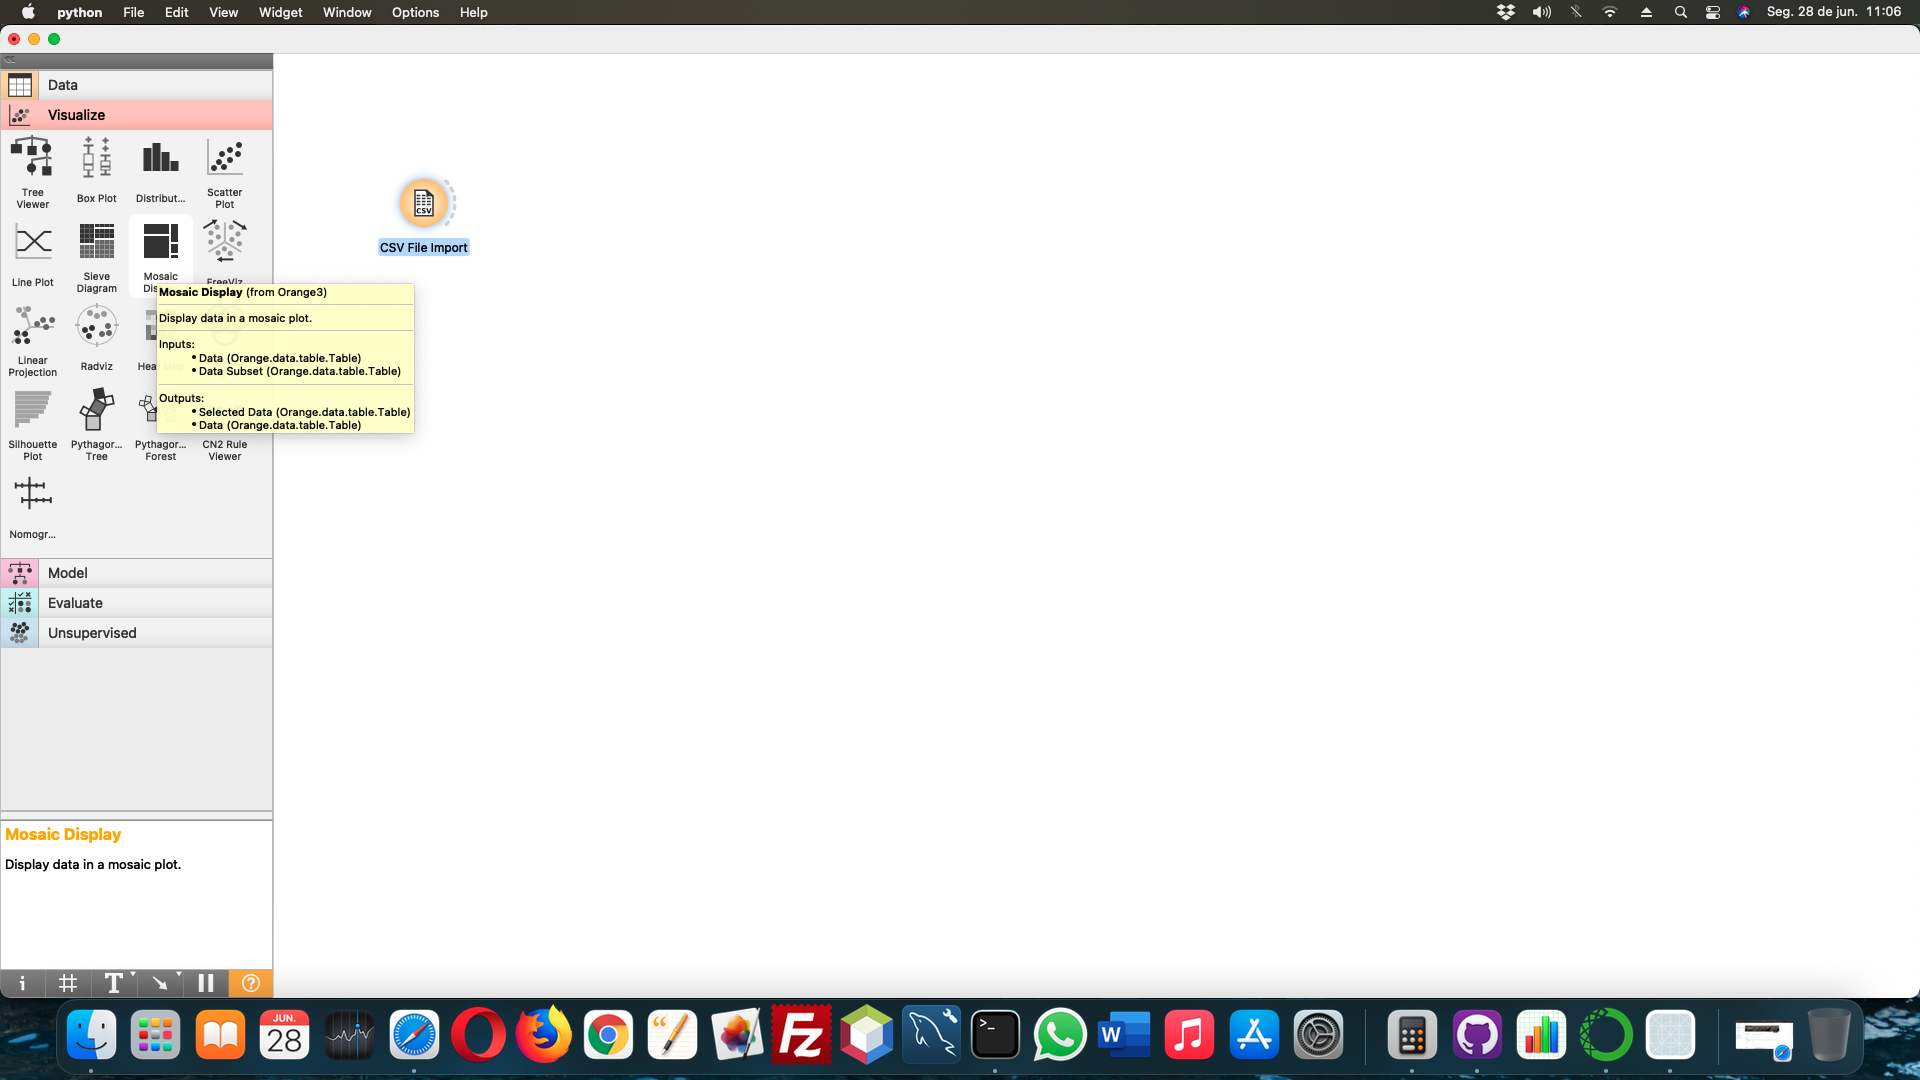 python File Edit View Widget Window Options Help
Seg. 28 de jun. 11:06
Data
Visualize
Tree
Viewer
Box Plot
Distribut...
Scatter
Plot
CSV
CSV File Import
Line Plot
Sieve
Diagram
Mosaic
Mosaic Display (from Orange3)
Display data in a mosaic plot.
Inputs:
• Data (Orange.data.table.Table)
• Data Subset (Orange.data.table.Table)
Outputs:
• Selected Data (Orange.data.table.Table)
• Data (Orange.data.table.Table)
Linear
Projection
Radviz
Silhouette
Plot
Pythagor...
Tree
Pythagor...
Forest
CN2 Rule
Viewer
Nomogr...
Model
Evaluate
Unsupervised
Mosaic Display
Display data in a mosaic plot.
i
T
?
JUN.
28
Fz
>_
W